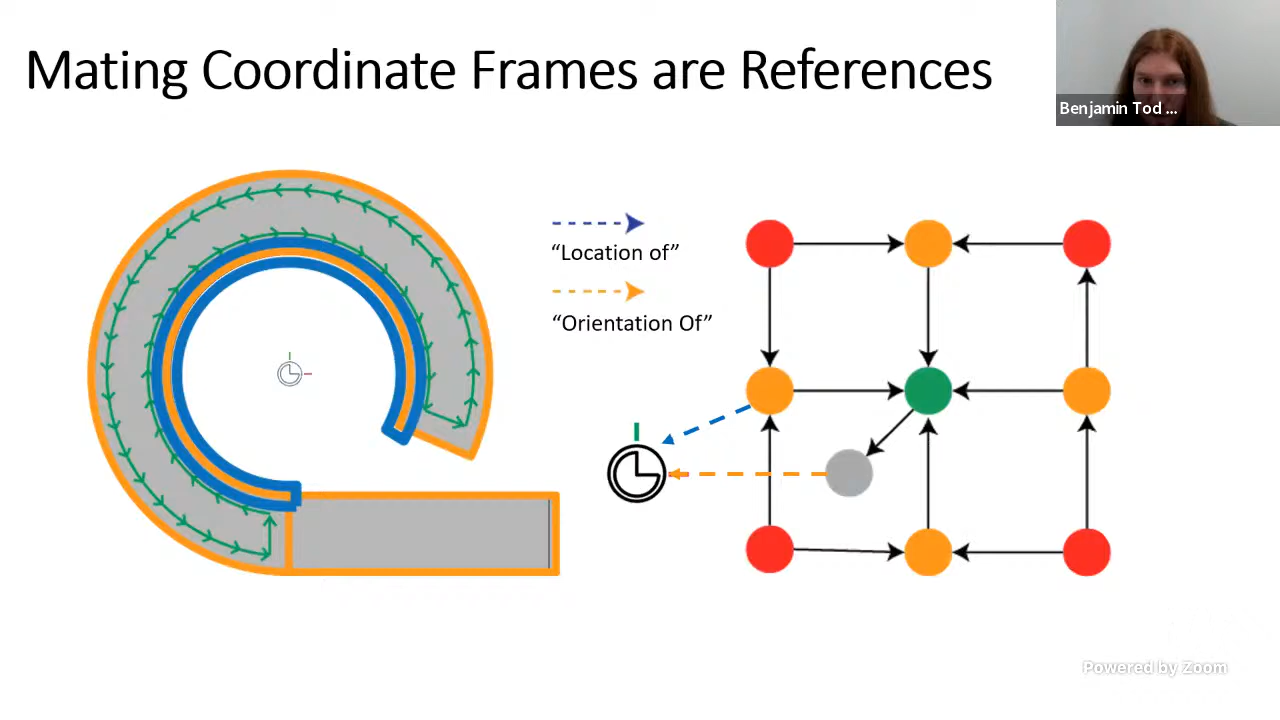 Mating Coordinate Frames are References
Benjamin Tod ...
“Location of”
“Orientation Of”
Powered by Zoom